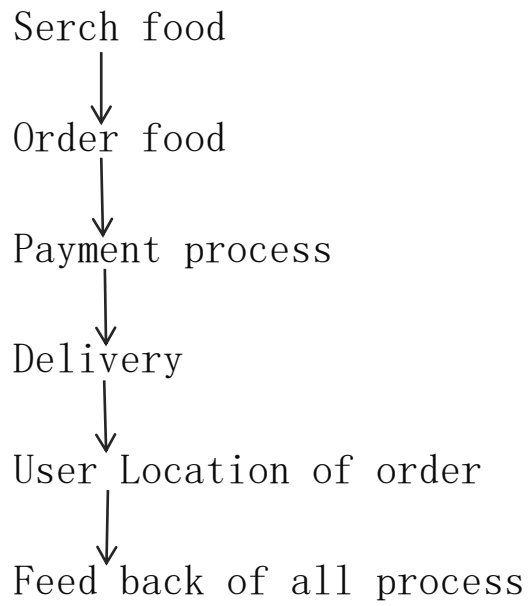 Serch food
Order food
Payment process
Delivery
User Location of order
Feed back of all process